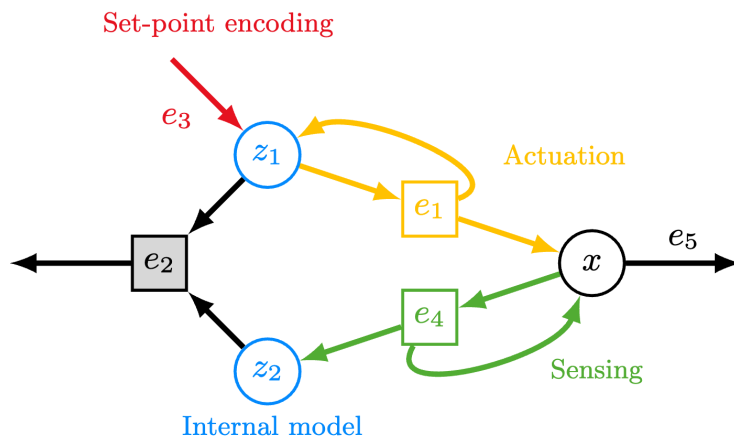 Set-point encoding
e₃
z₁
Actuation
e₁
e₂
x
e₅
e₄
z₂
Sensing
Internal model